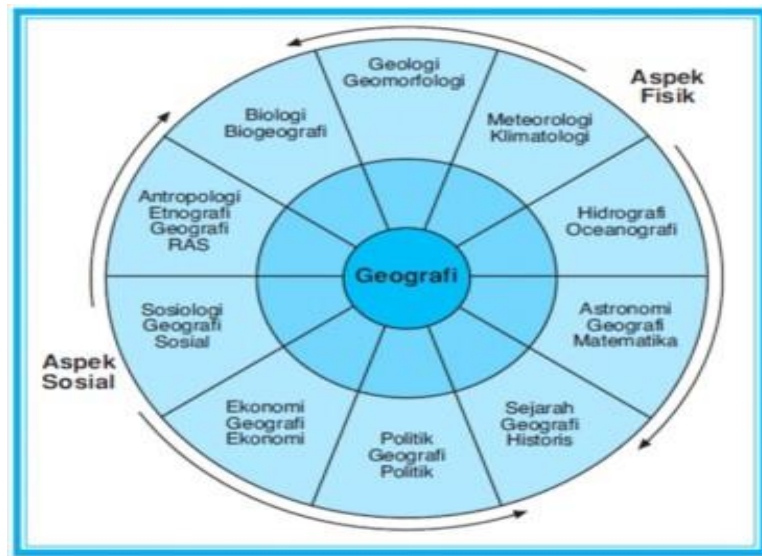 Geologi
Geomorfologi
Aspek
Fisik
Meteorologi
Klimatologi
Hidrografi
Oceanografi
Astronomi
Geografi
Matematika
Sejarah
Geografi
Historis
Politik
Geografi
Politik
Ekonomi
Geografi
Ekonomi
Aspek
Sosial
Sosiologi
Geografi
Sosial
Antropologi
Etnografi
Geografi
RAS
Biologi
Biogeografi
Geografi